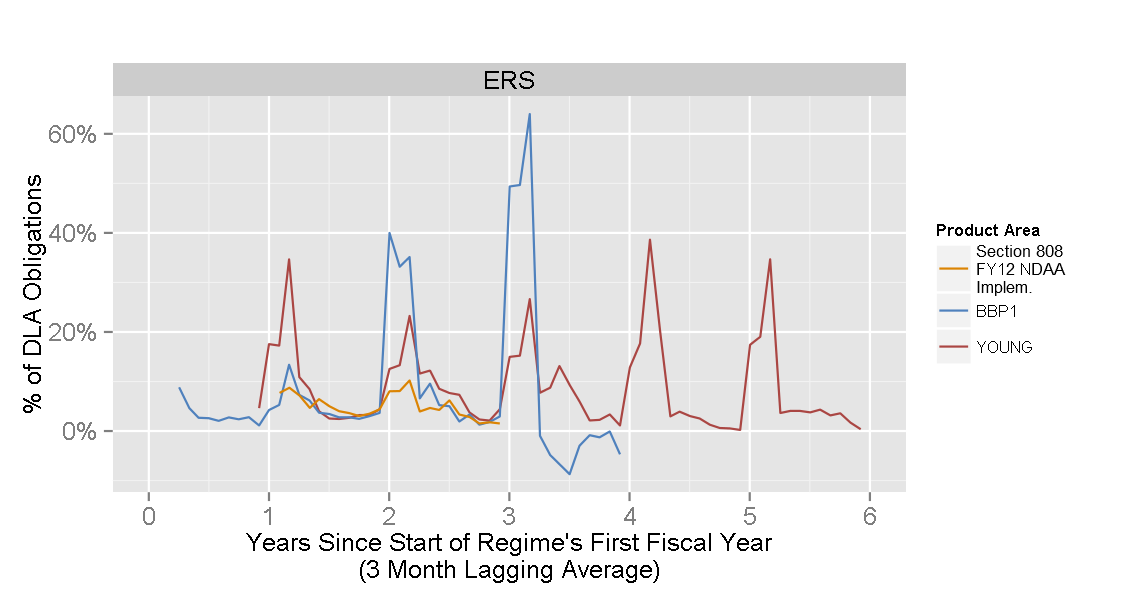 ERS
60%
40%
20%
0%
% of DLA Obligations
0 1 2 3 4 5 6
Years Since Start of Regime's First Fiscal Year
(3 Month Lagging Average)
Product Area
Section 808
FY12 NDAA
Implem.
BBP1
YOUNG